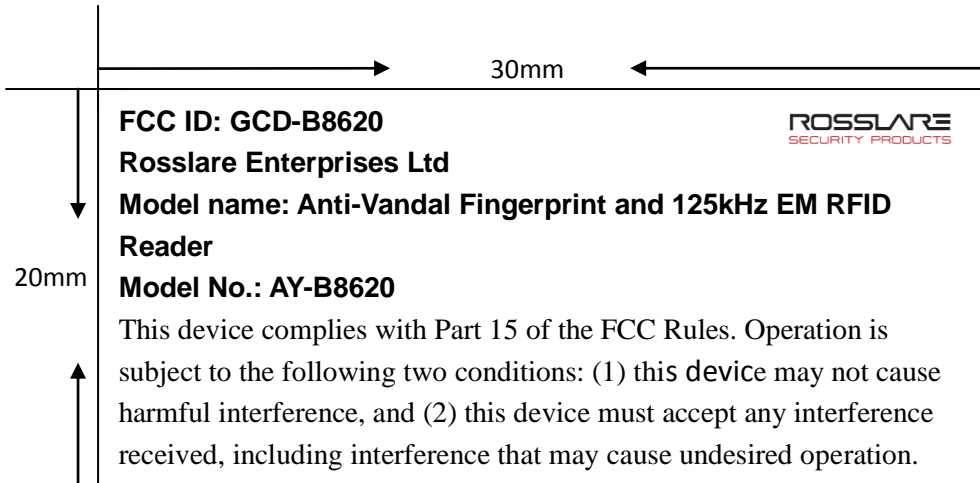 30mm
FCC ID: GCD-B8620
ROSSLARE
SECURITY PRODUCTS
Rosslare Enterprises Ltd
Model name: Anti-Vandal Fingerprint and 125kHz EM RFID
Reader
20mm
Model No.: AY-B8620
This device complies with Part 15 of the FCC Rules. Operation is
subject to the following two conditions: (1) this device may not cause
harmful interference, and (2) this device must accept any interference
received, including interference that may cause undesired operation.